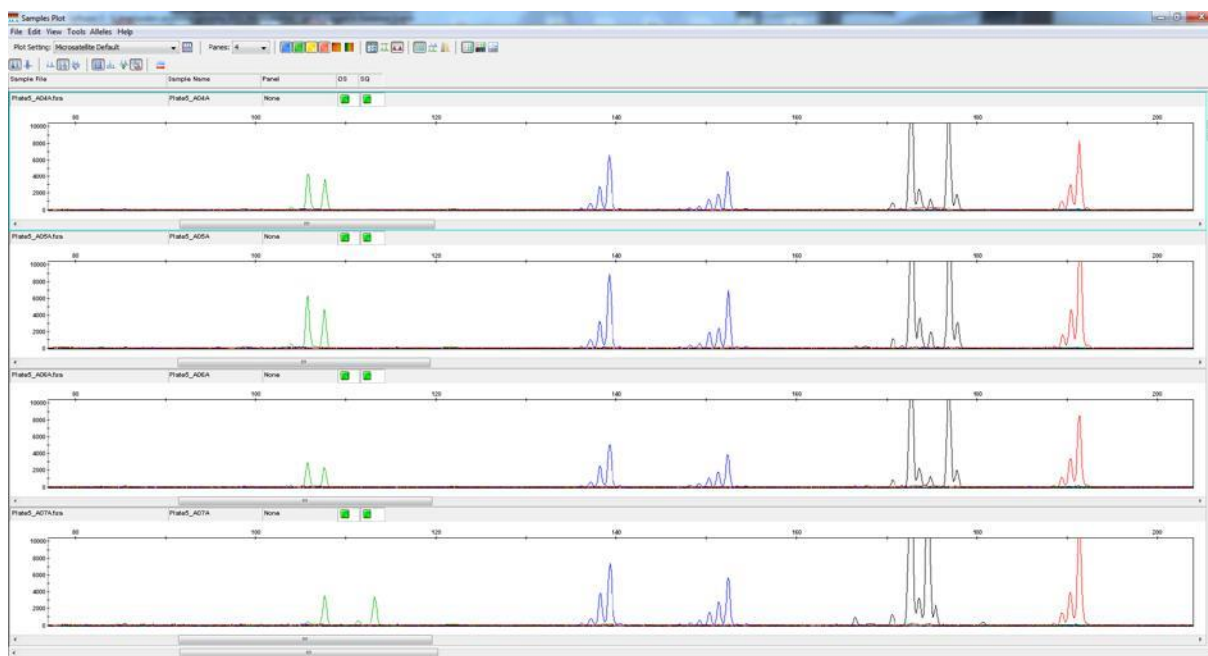 Samples Plot
File Edit View Tools Alleles Help
Plot Setting: Microsatellite Default Panes: 4
Sample File Sample Name Panel OS SQ
Plate5_A04A.fsa Plate5_A04A None
80 100 120 140 160 180 200
10000
8000
6000
4000
2000
0
Plate5_A05A.fsa Plate5_A05A None
80 100 120 140 160 180 200
10000
8000
6000
4000
2000
0
Plate5_A06A.fsa Plate5_A06A None
80 100 120 140 160 180 200
10000
8000
6000
4000
2000
0
Plate5_A07A.fsa Plate5_A07A None
80 100 120 140 160 180 200
10000
8000
6000
4000
2000
0